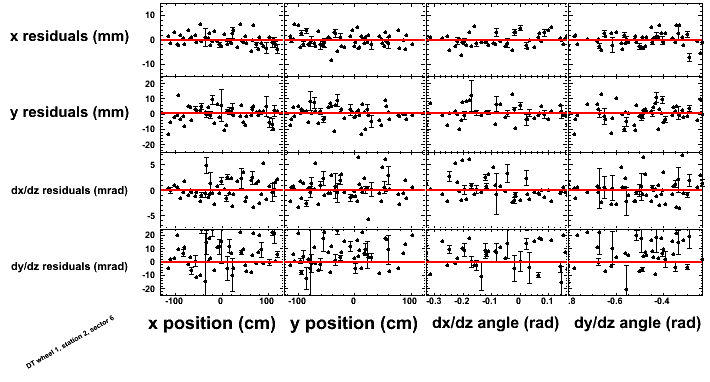 10
x residuals (mm)
0
-10
20
10
y residuals (mm)
0
-10
-20
5
dx/dz residuals (mrad)
0
-5
20
10
dy/dz residuals (mrad)
0
-10
-20
-100 0 100 -100 0 100 -0.3 -0.2 -0.1 -0 0.1 .8 -0.6 -0.4
x position (cm) y position (cm) dx/dz angle (rad) dy/dz angle (rad)
DT wheel 1, station 2, sector 6